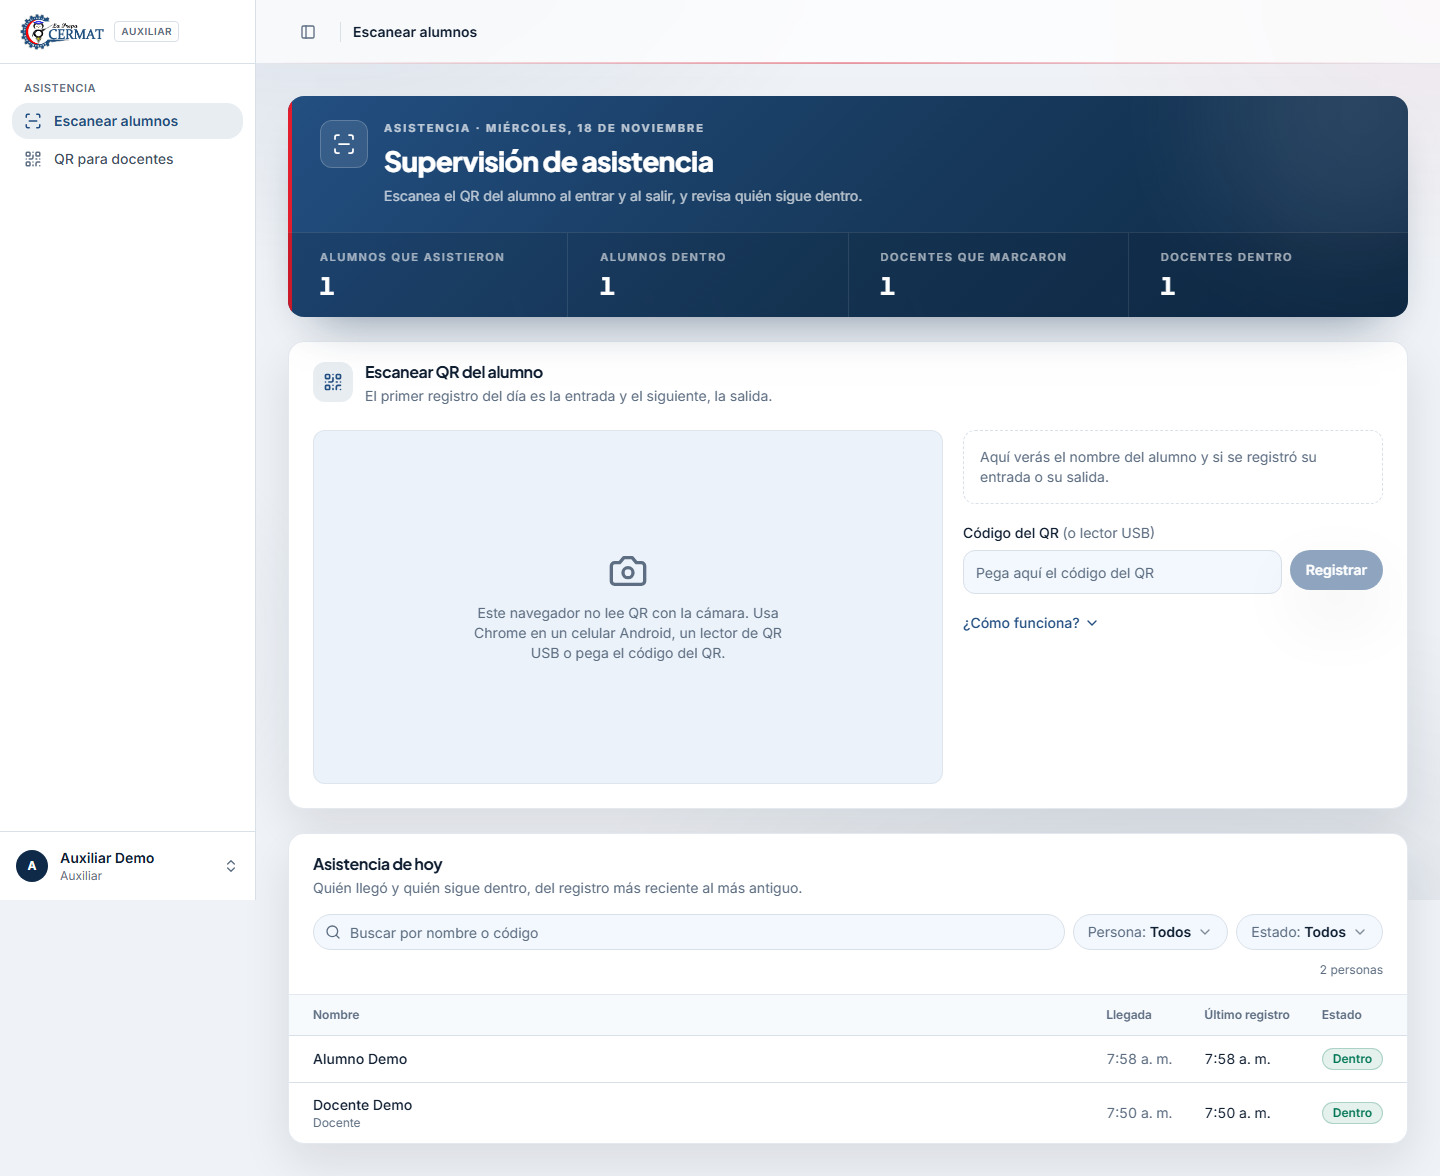 La Prepa
CERMAT
AUXILIAR
Escanear alumnos
ASISTENCIA
Escanear alumnos
QR para docentes
ASISTENCIA · MIÉRCOLES, 18 DE NOVIEMBRE
Supervisión de asistencia
Escanea el QR del alumno al entrar y al salir, y revisa quién sigue dentro.
ALUMNOS QUE ASISTIERON
1
ALUMNOS DENTRO
1
DOCENTES QUE MARCARON
1
DOCENTES DENTRO
1
Escanear QR del alumno
El primer registro del día es la entrada y el siguiente, la salida.
Este navegador no lee QR con la cámara. Usa
Chrome en un celular Android, un lector de QR
USB o pega el código del QR.
Aquí verás el nombre del alumno y si se registró su
entrada o su salida.
Código del QR (o lector USB)
Pega aquí el código del QR
Registrar
¿Cómo funciona?
Asistencia de hoy
Quién llegó y quién sigue dentro, del registro más reciente al más antiguo.
Buscar por nombre o código
Persona: Todos
Estado: Todos
2 personas
Nombre Llegada Último registro Estado
Alumno Demo 7:58 a. m. 7:58 a. m. Dentro
Docente Demo 7:50 a. m. 7:50 a. m. Dentro
Docente
A
Auxiliar Demo
Auxiliar